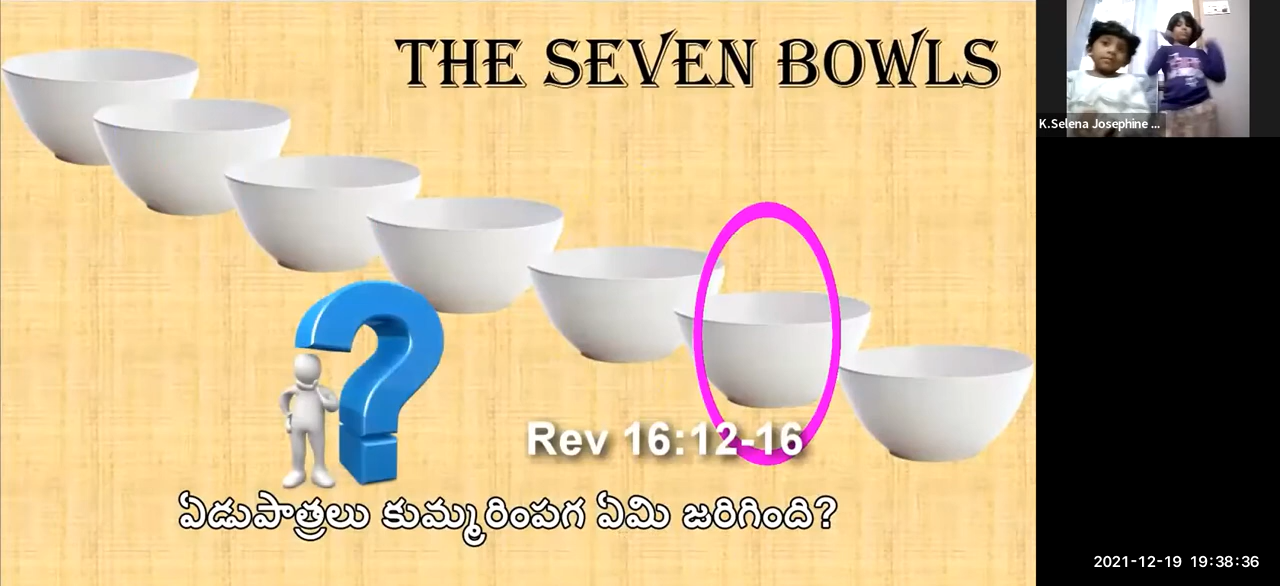 THE SEVEN BOWLS
K.Selena Josephine ...
Rev 16:12-16
ఏడుపాత్రలు కుమ్మరింపగ ఏమి జరిగింది?
2021-12-19 19:38:36